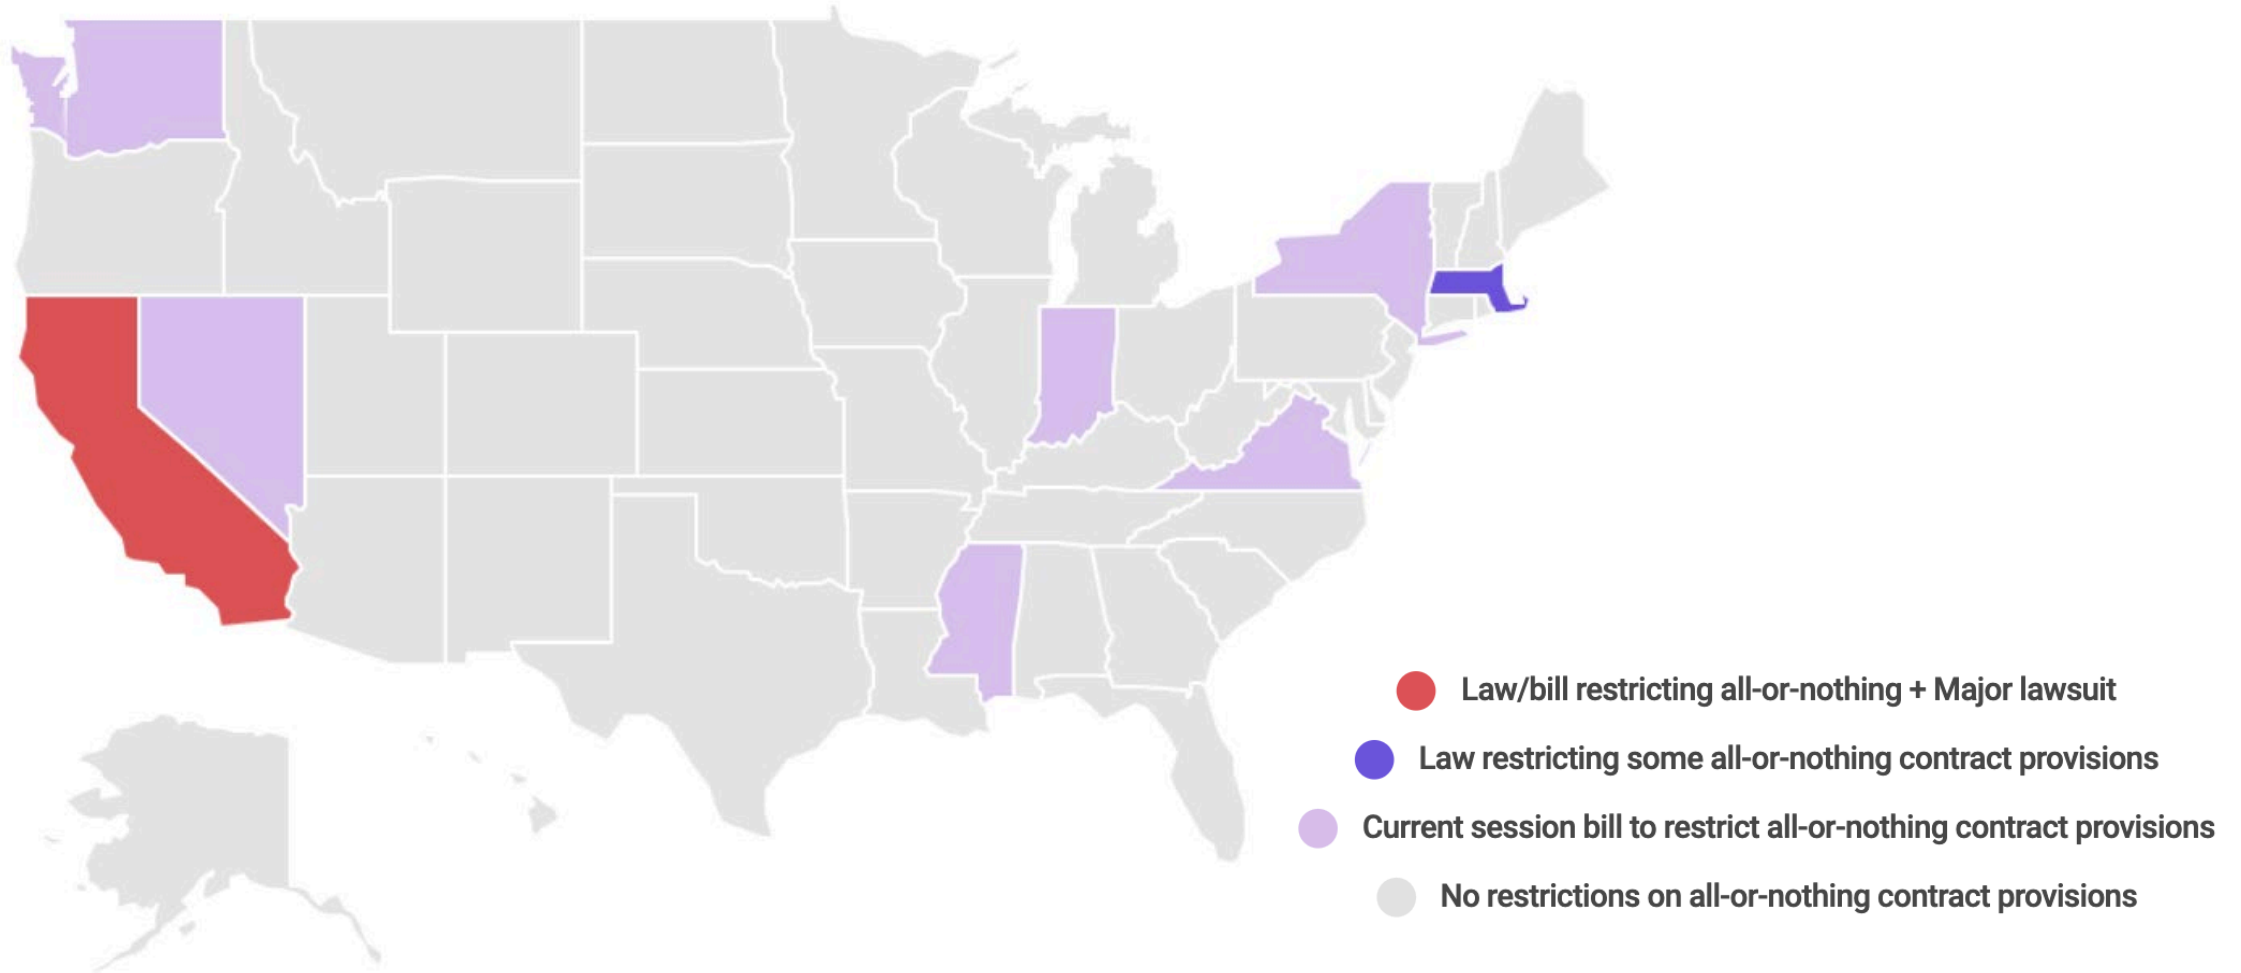 Law/bill restricting all-or-nothing + Major lawsuit
Law restricting some all-or-nothing contract provisions
Current session bill to restrict all-or-nothing contract provisions
No restrictions on all-or-nothing contract provisions